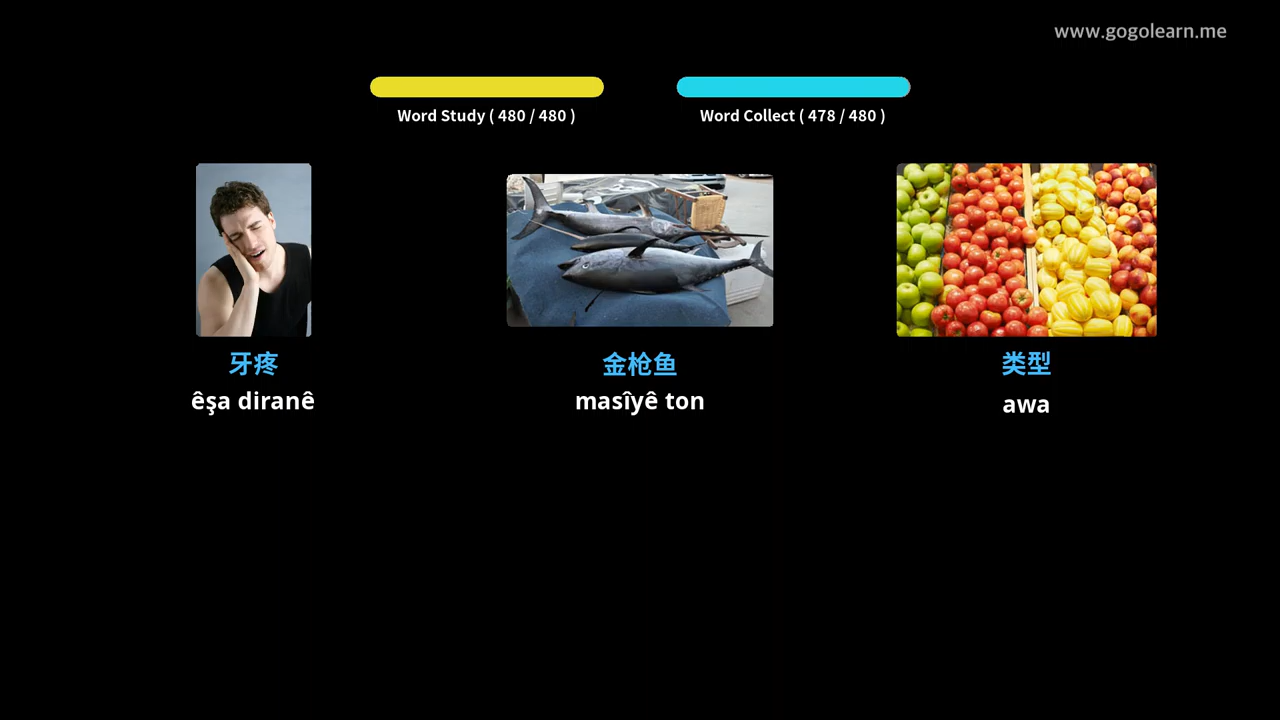 www.gogolearn.me
Word Study ( 480 / 480 )
Word Collect ( 478 / 480 )
牙疼
êşa diranê
金枪鱼
masîyê ton
类型
awa